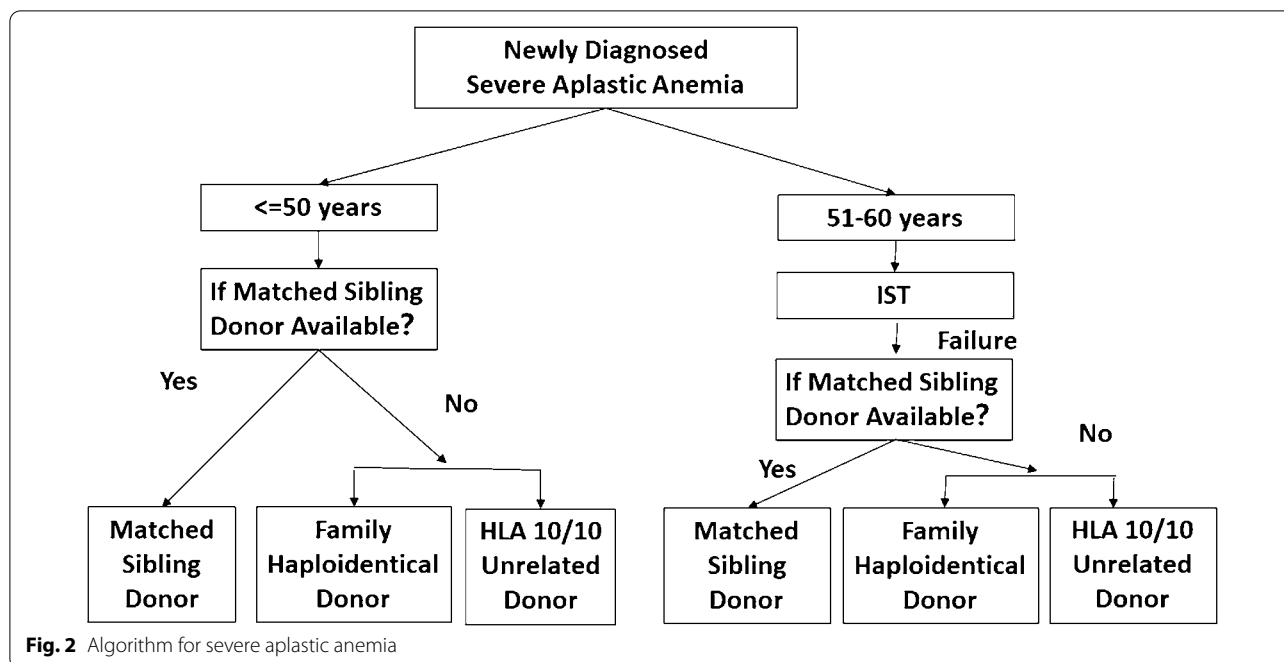 Newly Diagnosed
Severe Aplastic Anemia
<=50 years
If Matched Sibling
Donor Available?
Yes
No
Matched
Sibling
Donor
Family
Haploidentical
Donor
HLA 10/10
Unrelated
Donor
51-60 years
IST
Failure
If Matched Sibling
Donor Available?
Yes
No
Matched
Sibling
Donor
Family
Haploidentical
Donor
HLA 10/10
Unrelated
Donor
Fig. 2 Algorithm for severe aplastic anemia